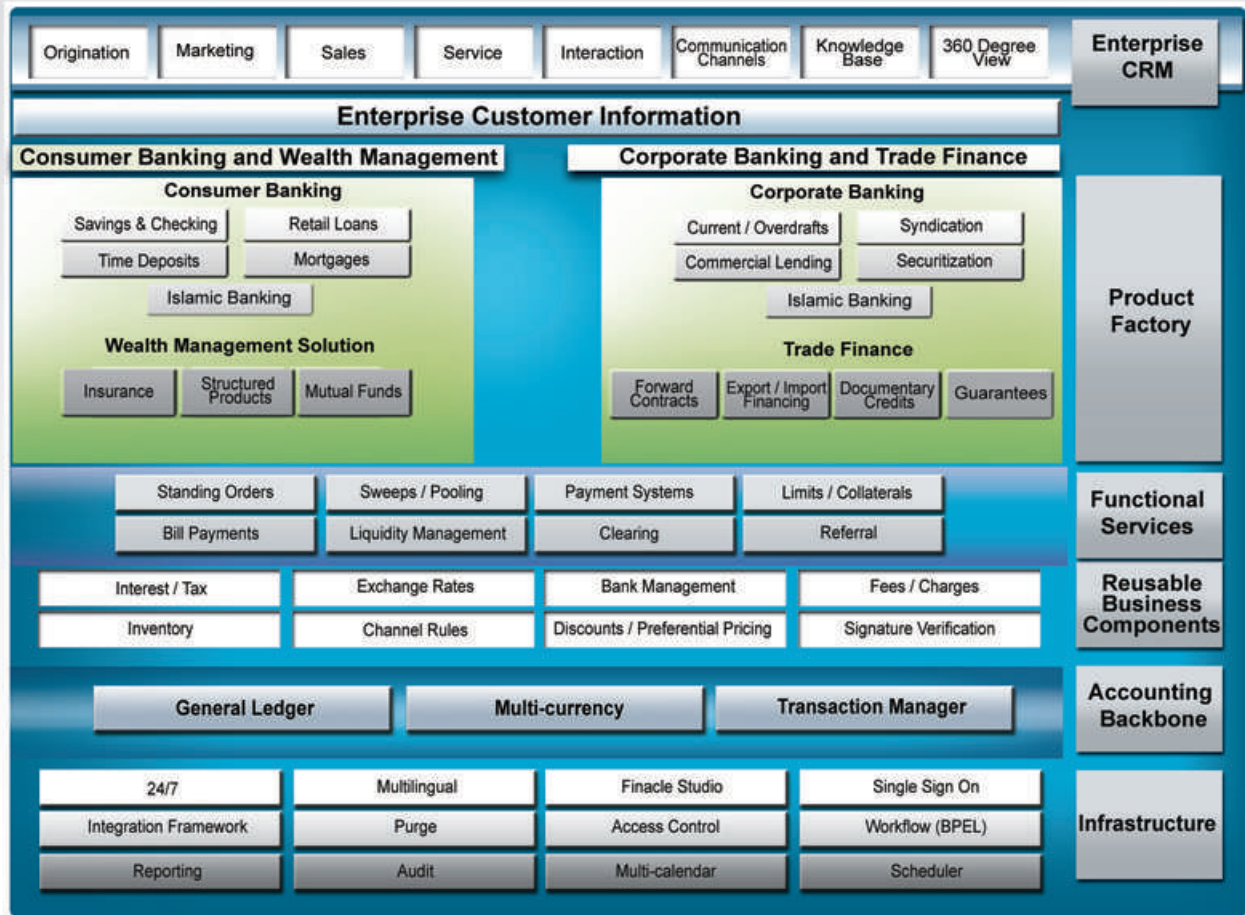 Origination
Marketing
Sales
Service
Interaction
Communication
Channels
Knowledge
Base
360 Degree
View
Enterprise
CRM
Enterprise Customer Information
Consumer Banking and Wealth Management
Corporate Banking and Trade Finance
Consumer Banking
Savings & Checking
Retail Loans
Time Deposits
Mortgages
Islamic Banking
Wealth Management Solution
Insurance
Structured
Products
Mutual Funds
Corporate Banking
Current / Overdrafts
Syndication
Commercial Lending
Securitization
Islamic Banking
Trade Finance
Forward
Contracts
Export / Import
Financing
Documentary
Credits
Guarantees
Product
Factory
Standing Orders
Sweeps / Pooling
Payment Systems
Limits / Collaterals
Bill Payments
Liquidity Management
Clearing
Referral
Functional
Services
Interest / Tax
Exchange Rates
Bank Management
Fees / Charges
Inventory
Channel Rules
Discounts / Preferential Pricing
Signature Verification
Reusable
Business
Components
General Ledger
Multi-currency
Transaction Manager
Accounting
Backbone
24/7
Multilingual
Finacle Studio
Single Sign On
Integration Framework
Purge
Access Control
Workflow (BPEL)
Reporting
Audit
Multi-calendar
Scheduler
Infrastructure